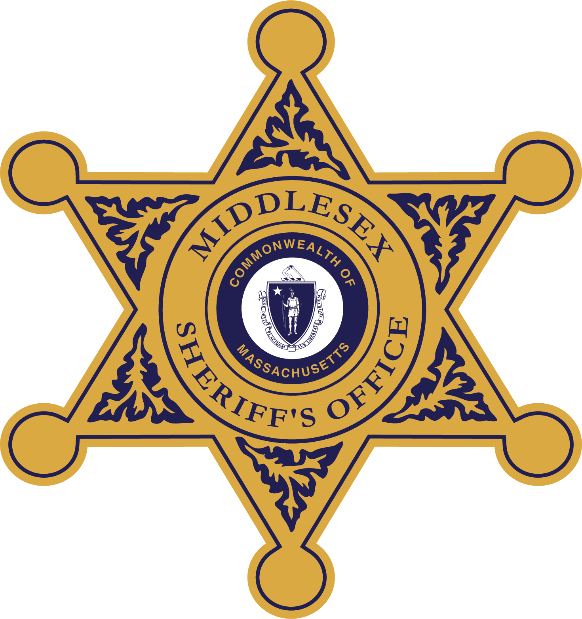 MIDDLESEX
SHERIFF'S OFFICE
COMMONWEALTH OF
MASSACHUSETTS